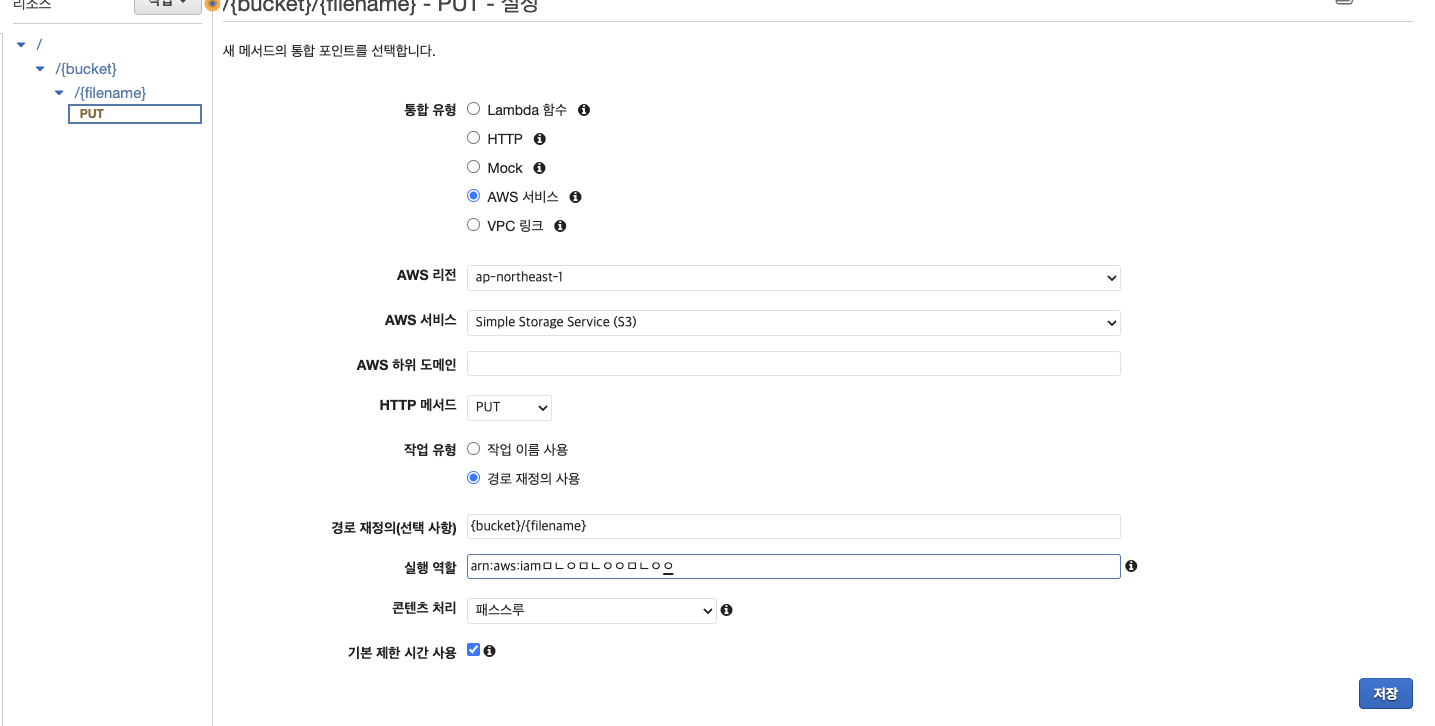 리소스
작업
/{bucket}/{filename} - PUT - 설정
/
/{bucket}
/{filename}
PUT
새 메서드의 통합 포인트를 선택합니다.
통합 유형
Lambda 함수
HTTP
Mock
AWS 서비스
VPC 링크
AWS 리전 ap-northeast-1
AWS 서비스 Simple Storage Service (S3)
AWS 하위 도메인
HTTP 메서드 PUT
작업 유형
작업 이름 사용
경로 재정의 사용
경로 재정의(선택 사항) {bucket}/{filename}
실행 역할 arn:aws:iamㅁㄴㅇㅁㄴㅇㅇㅁㄴㅇㅇ
콘텐츠 처리 패스스루
기본 제한 시간 사용
저장